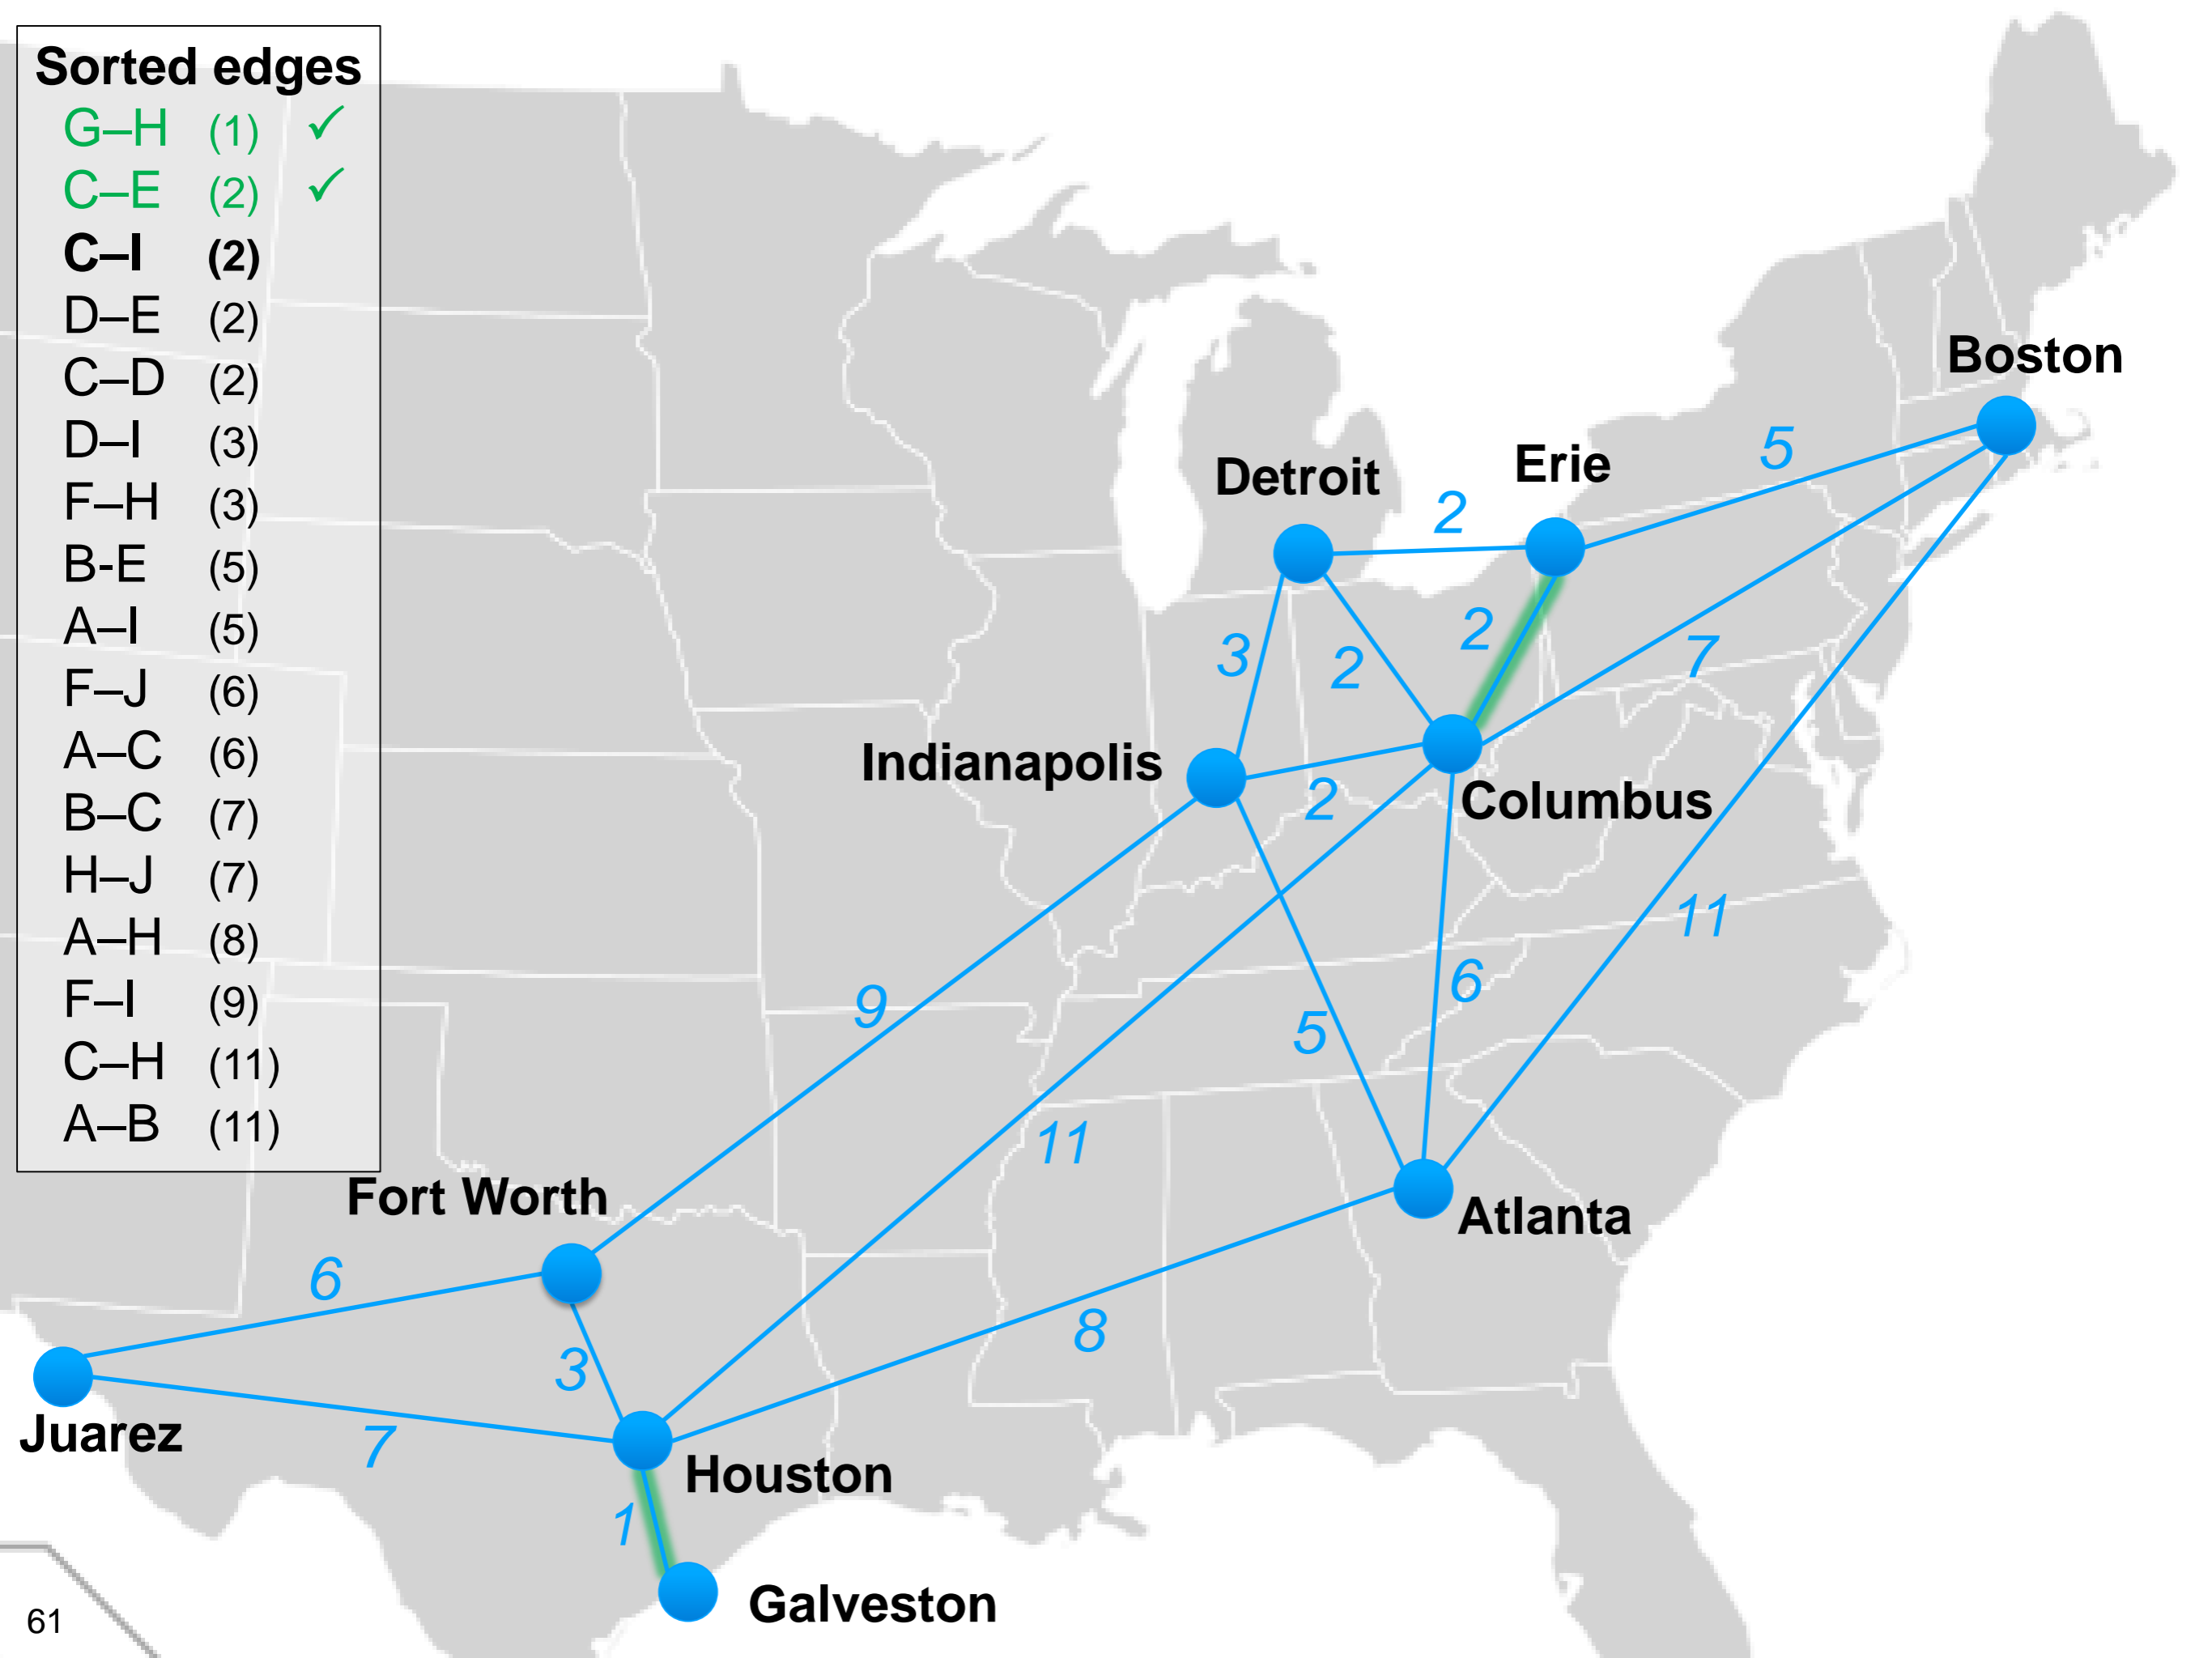 Sorted edges
G–H (1) ✓
C–E (2) ✓
C–I (2)
D–E (2)
C–D (2)
D–I (3)
F–H (3)
B-E (5)
A–I (5)
F–J (6)
A–C (6)
B–C (7)
H–J (7)
A–H (8)
F–I (9)
C–H (11)
A–B (11)
Boston
Erie
Detroit
5
2
3
2
2
7
Indianapolis
2
Columbus
11
9
6
5
11
Fort Worth
Atlanta
6
8
3
Juarez
7
Houston
1
Galveston
61